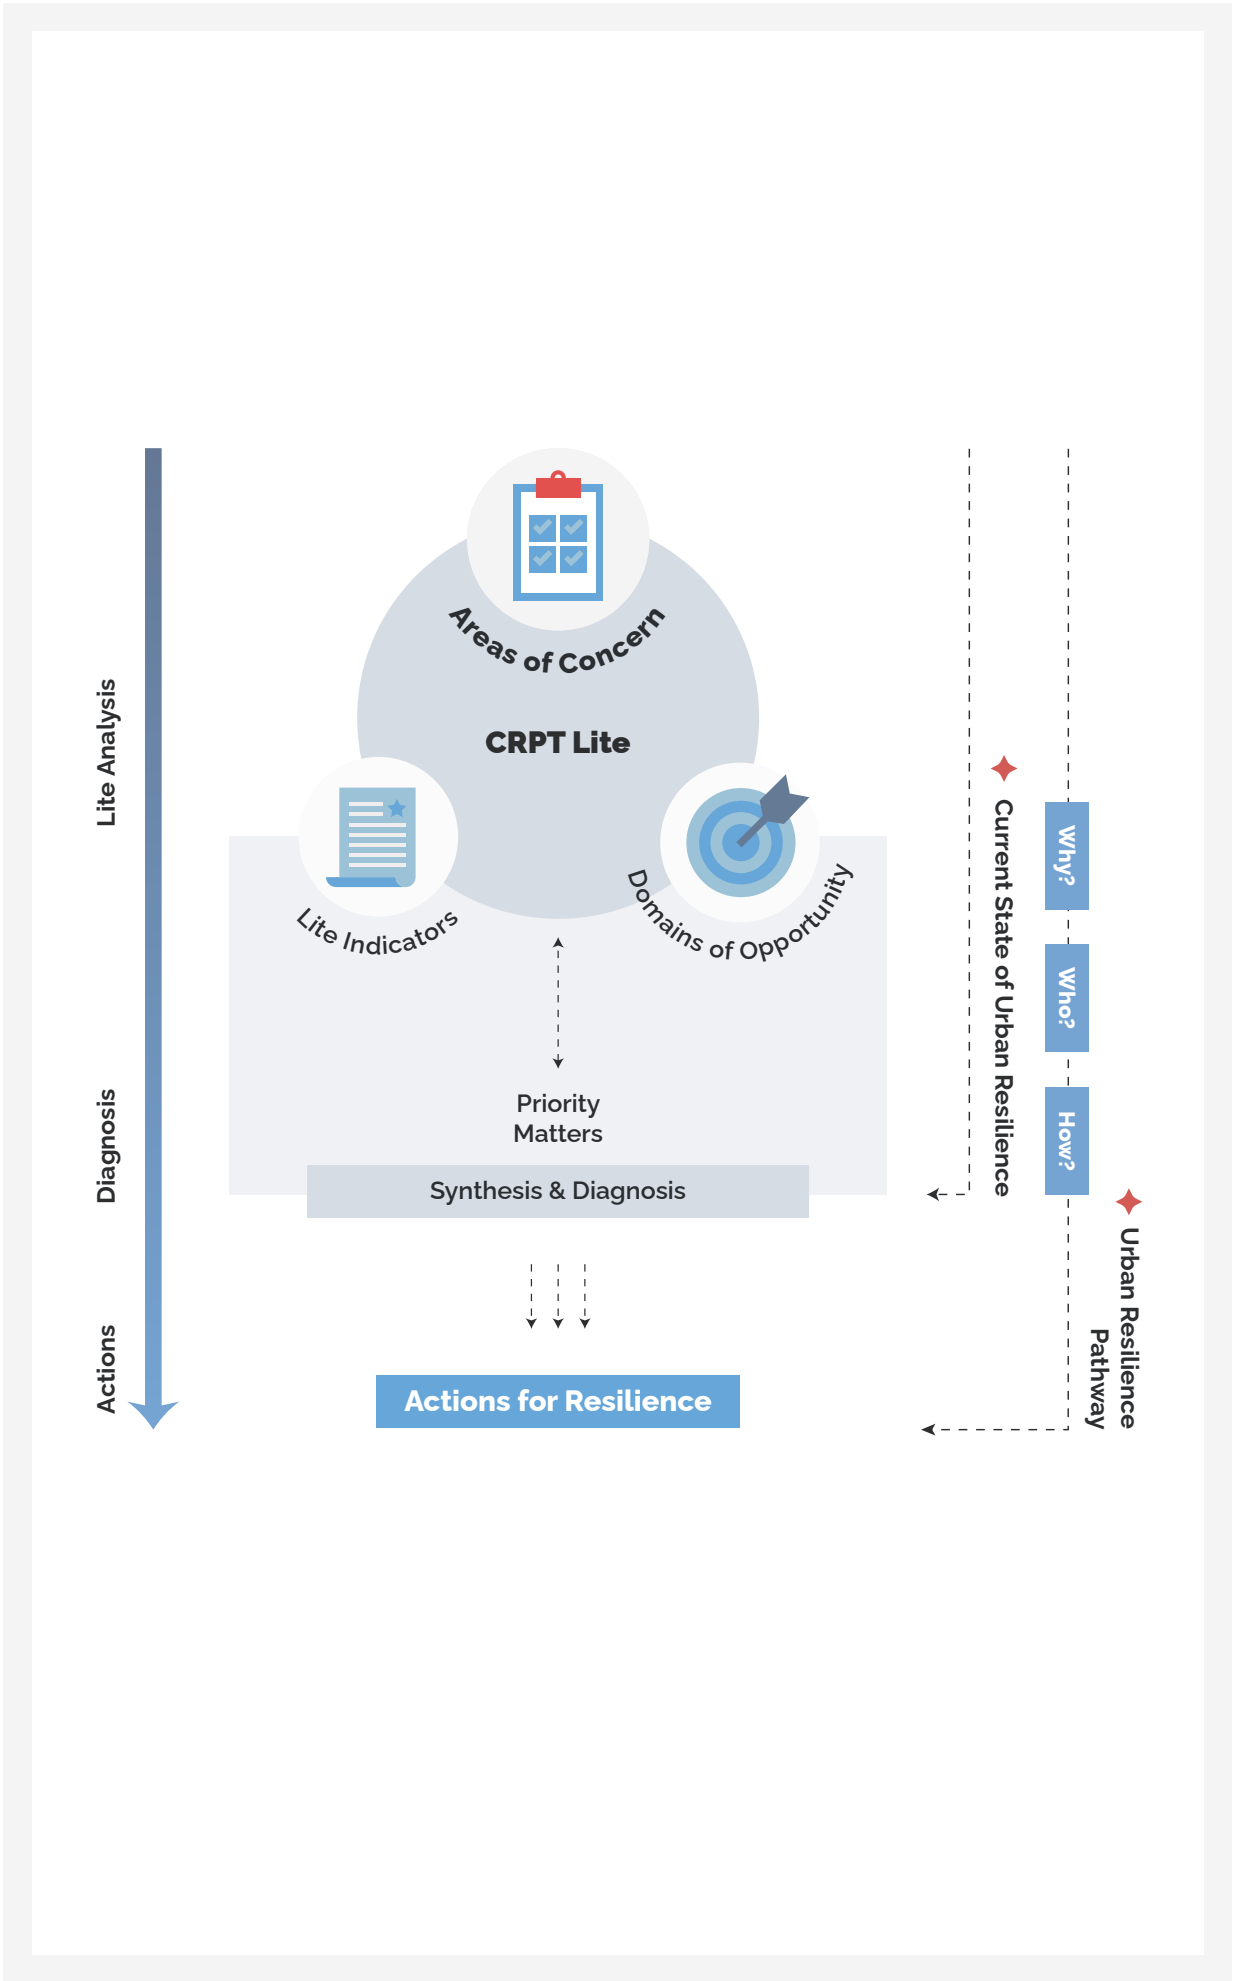 Areas of Concern
CRPT Lite
Lite Indicators
Domains of Opportunity
Priority
Matters
Synthesis & Diagnosis
Actions for Resilience
Lite Analysis
Diagnosis
Actions
Current State of Urban Resilience
Why?
Who?
How?
Urban Resilience
Pathway